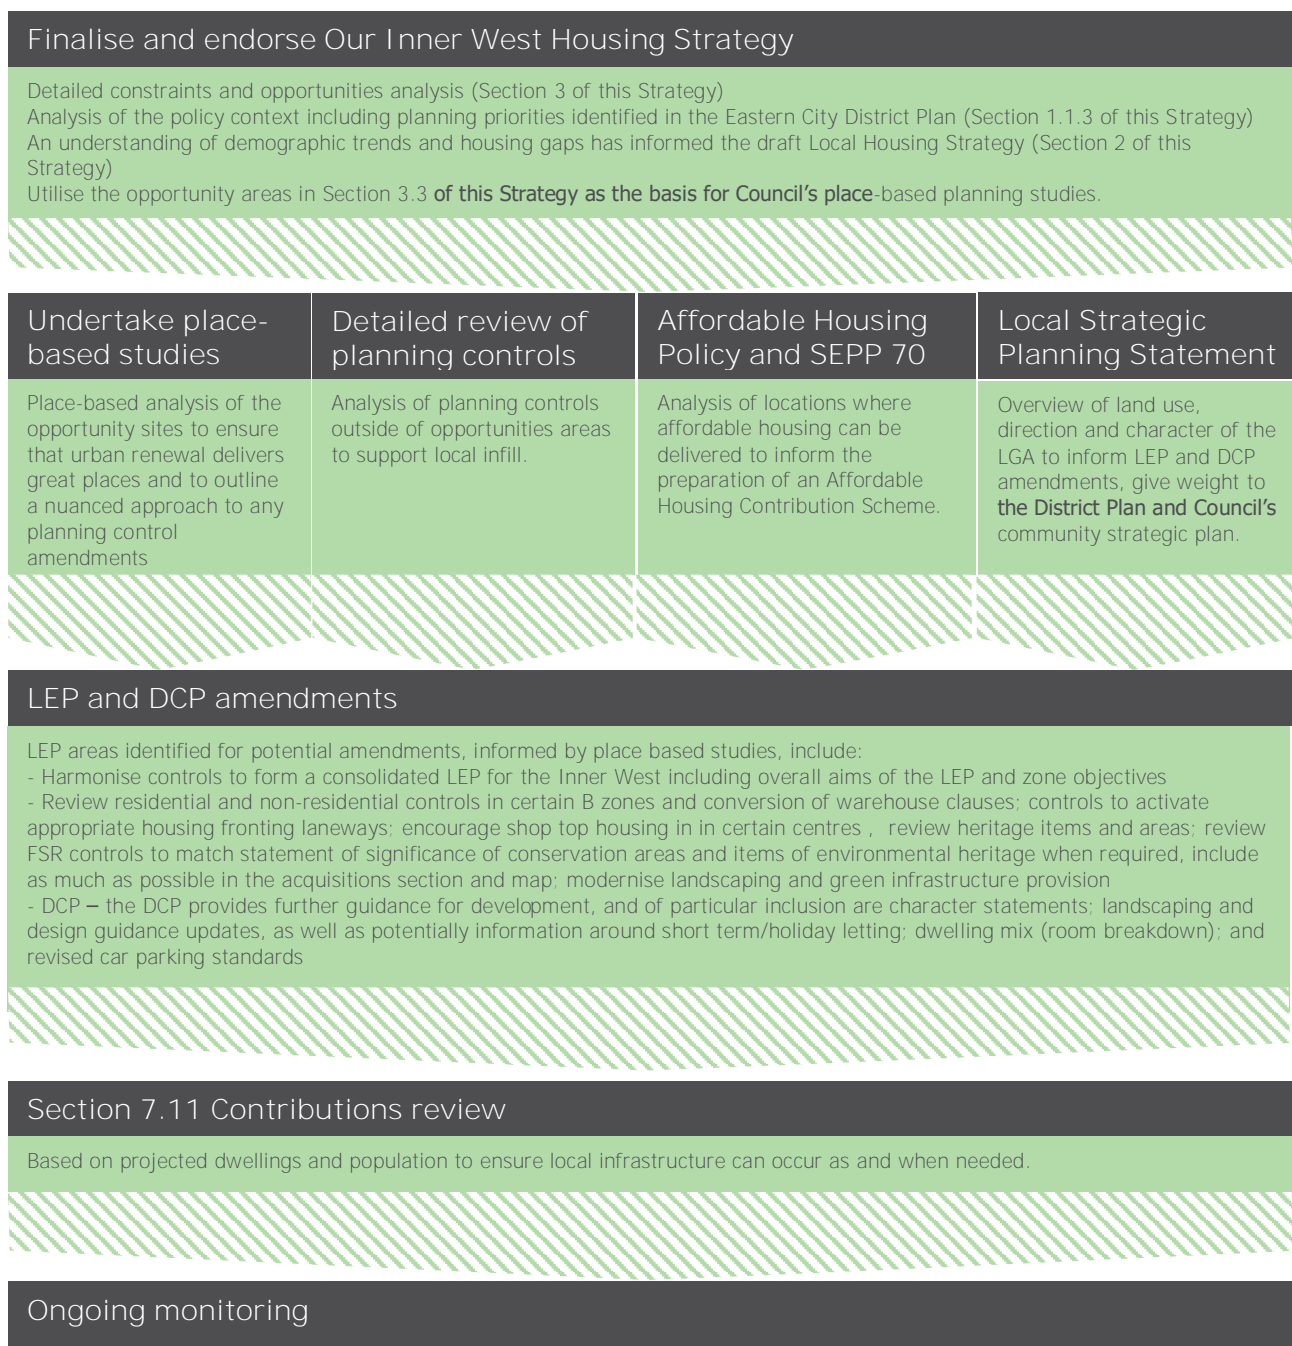 Finalise and endorse Our Inner West Housing Strategy
Detailed constraints and opportunities analysis (Section 3 of this Strategy)
Analysis of the policy context including planning priorities identified in the Eastern City District Plan (Section 1.1.3 of this Strategy)
An understanding of demographic trends and housing gaps has informed the draft Local Housing Strategy (Section 2 of this
Strategy)
Utilise the opportunity areas in Section 3.3 of this Strategy as the basis for Council’s place-based planning studies.
Undertake place-
based studies
Place-based analysis of the
opportunity sites to ensure
that urban renewal delivers
great places and to outline
a nuanced approach to any
planning control
amendments
Detailed review of
planning controls
Analysis of planning controls
outside of opportunities areas
to support local infill.
Affordable Housing
Policy and SEPP 70
Analysis of locations where
affordable housing can be
delivered to inform the
preparation of an Affordable
Housing Contribution Scheme.
Local Strategic
Planning Statement
Overview of land use,
direction and character of the
LGA to inform LEP and DCP
amendments, give weight to
the District Plan and Council’s
community strategic plan.
LEP and DCP amendments
LEP areas identified for potential amendments, informed by place based studies, include:
- Harmonise controls to form a consolidated LEP for the Inner West including overall aims of the LEP and zone objectives
- Review residential and non-residential controls in certain B zones and conversion of warehouse clauses; controls to activate
appropriate housing fronting laneways; encourage shop top housing in in certain centres , review heritage items and areas; review
FSR controls to match statement of significance of conservation areas and items of environmental heritage when required, include
as much as possible in the acquisitions section and map; modernise landscaping and green infrastructure provision
- DCP – the DCP provides further guidance for development, and of particular inclusion are character statements; landscaping and
design guidance updates, as well as potentially information around short term/holiday letting; dwelling mix (room breakdown); and
revised car parking standards
Section 7.11 Contributions review
Based on projected dwellings and population to ensure local infrastructure can occur as and when needed.
Ongoing monitoring